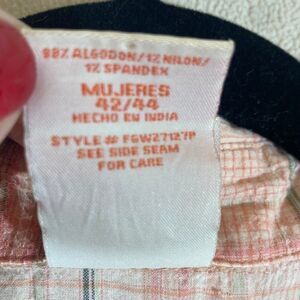 98% ALGODON/1% NILON/
1% SPANDEX
MUJERES
42/44
HECHO EN INDIA
STYLE # FGW27127P
SEE SIDE SEAM
FOR CARE